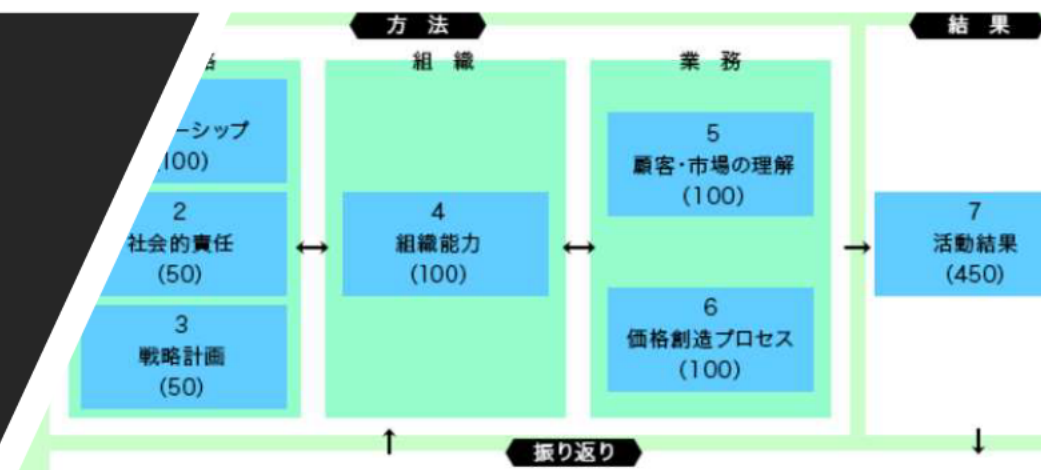 方 法
結 果
組 織
業 務
ーシップ
100)
2
社会的責任
(50)
3
戦略計画
(50)
4
組織能力
(100)
5
顧客・市場の理解
(100)
6
価格創造プロセス
(100)
7
活動結果
(450)
振り返り